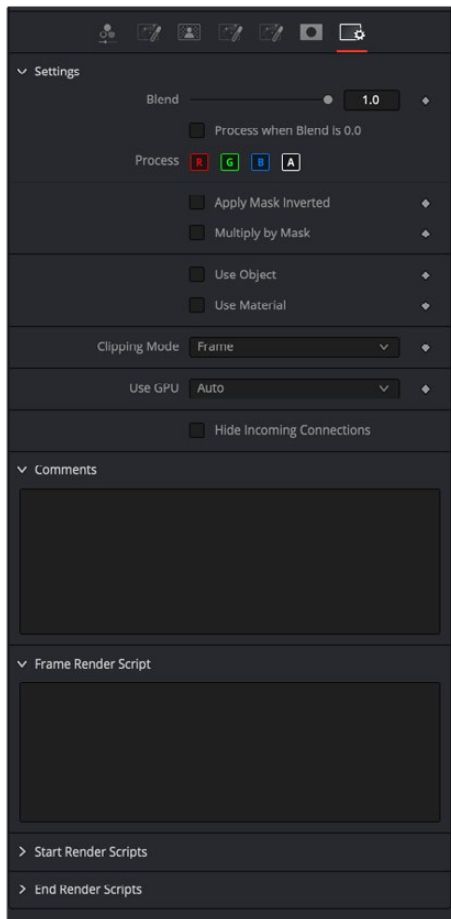 Settings
Blend 1.0
Process when Blend is 0.0
Process R G B A
Apply Mask Inverted
Multiply by Mask
Use Object
Use Material
Clipping Mode Frame
Use GPU Auto
Hide Incoming Connections
Comments
Frame Render Script
Start Render Scripts
End Render Scripts